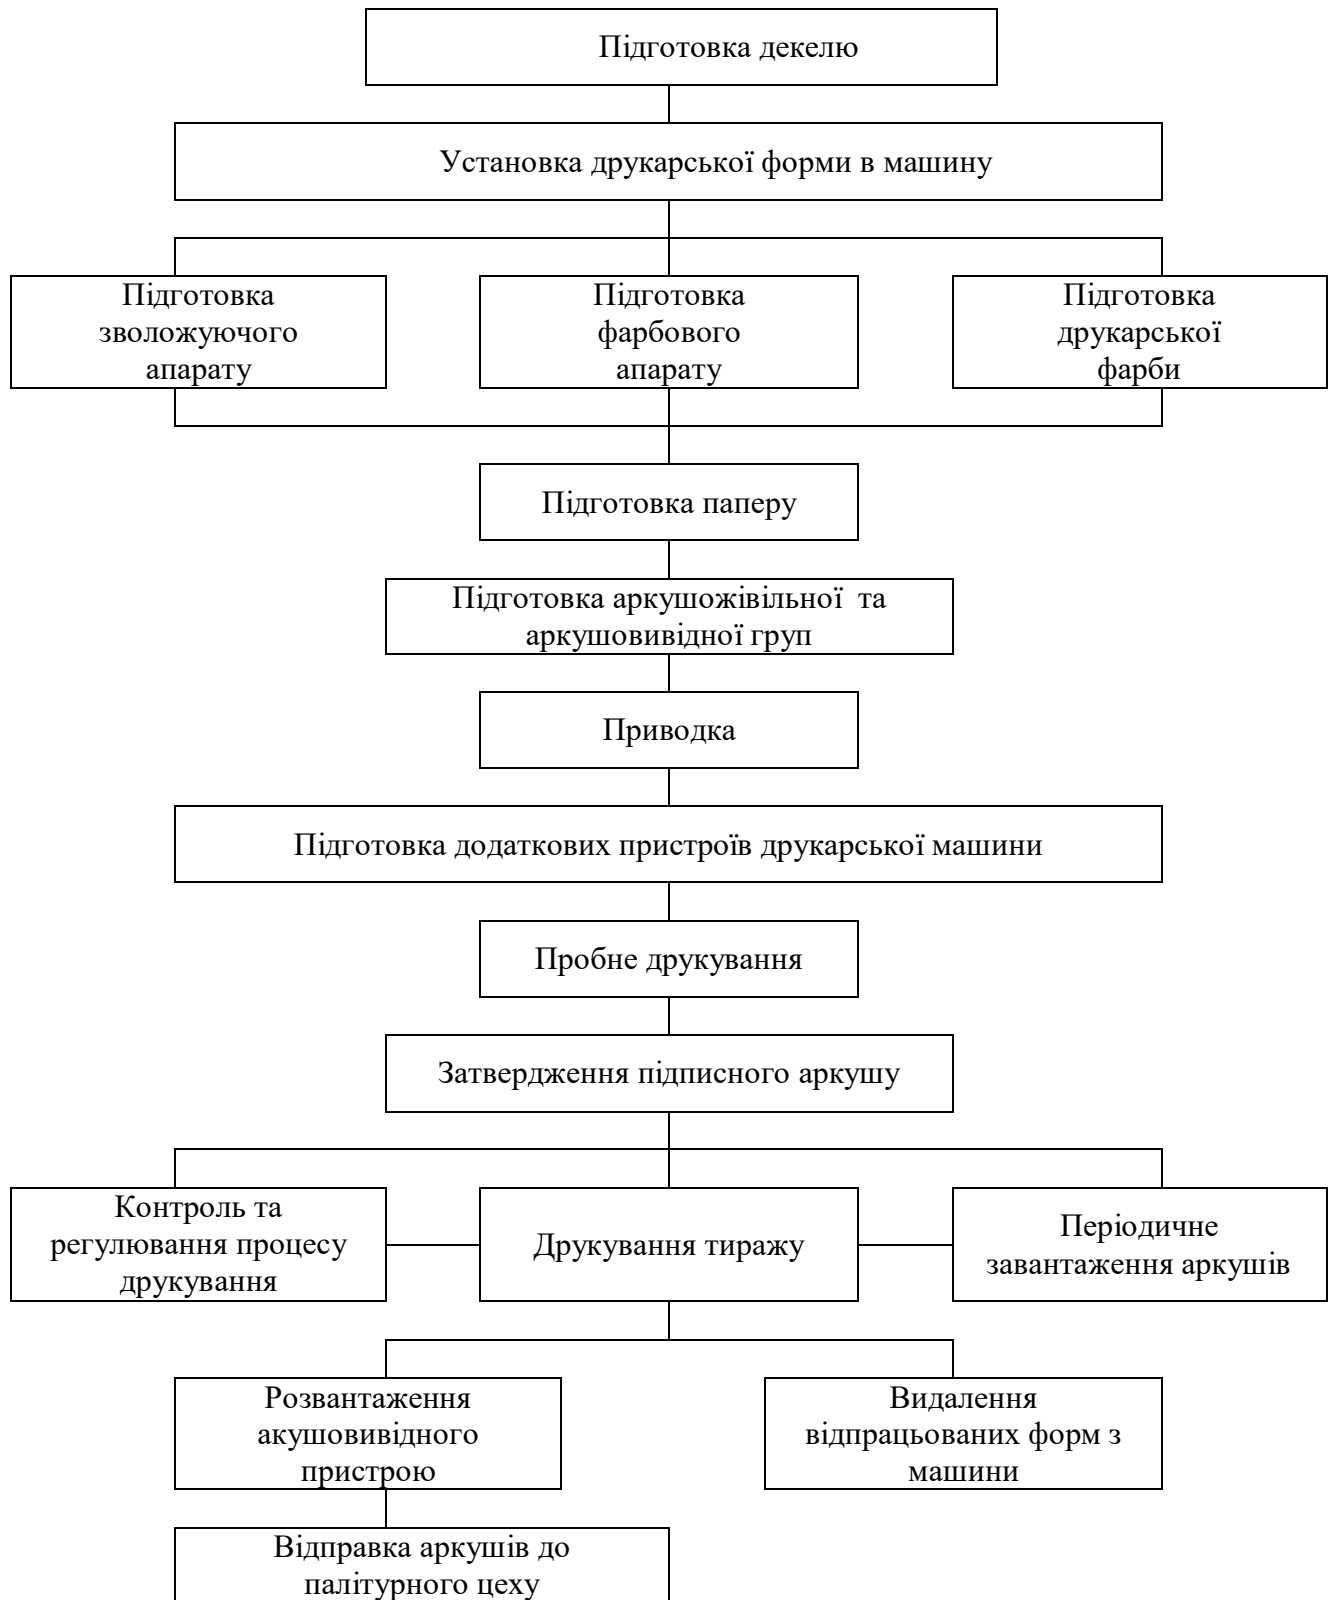 Підготовка декелю
Установка друкарської форми в машину
Підготовка
зволожуючого
апарату
Підготовка
фарбового
апарату
Підготовка
друкарської
фарби
Підготовка паперу
Підготовка аркушожівільної та
аркушовивідної груп
Приводка
Підготовка додаткових пристроїв друкарської машини
Пробне друкування
Затвердження підписного аркушу
Контроль та
регулювання процесу
друкування
Друкування тиражу
Періодичне
завантаження аркушів
Розвантаження
акушовивідного
пристрою
Видалення
відпрацьованих форм з
машини
Відправка аркушів до
палітурного цеху